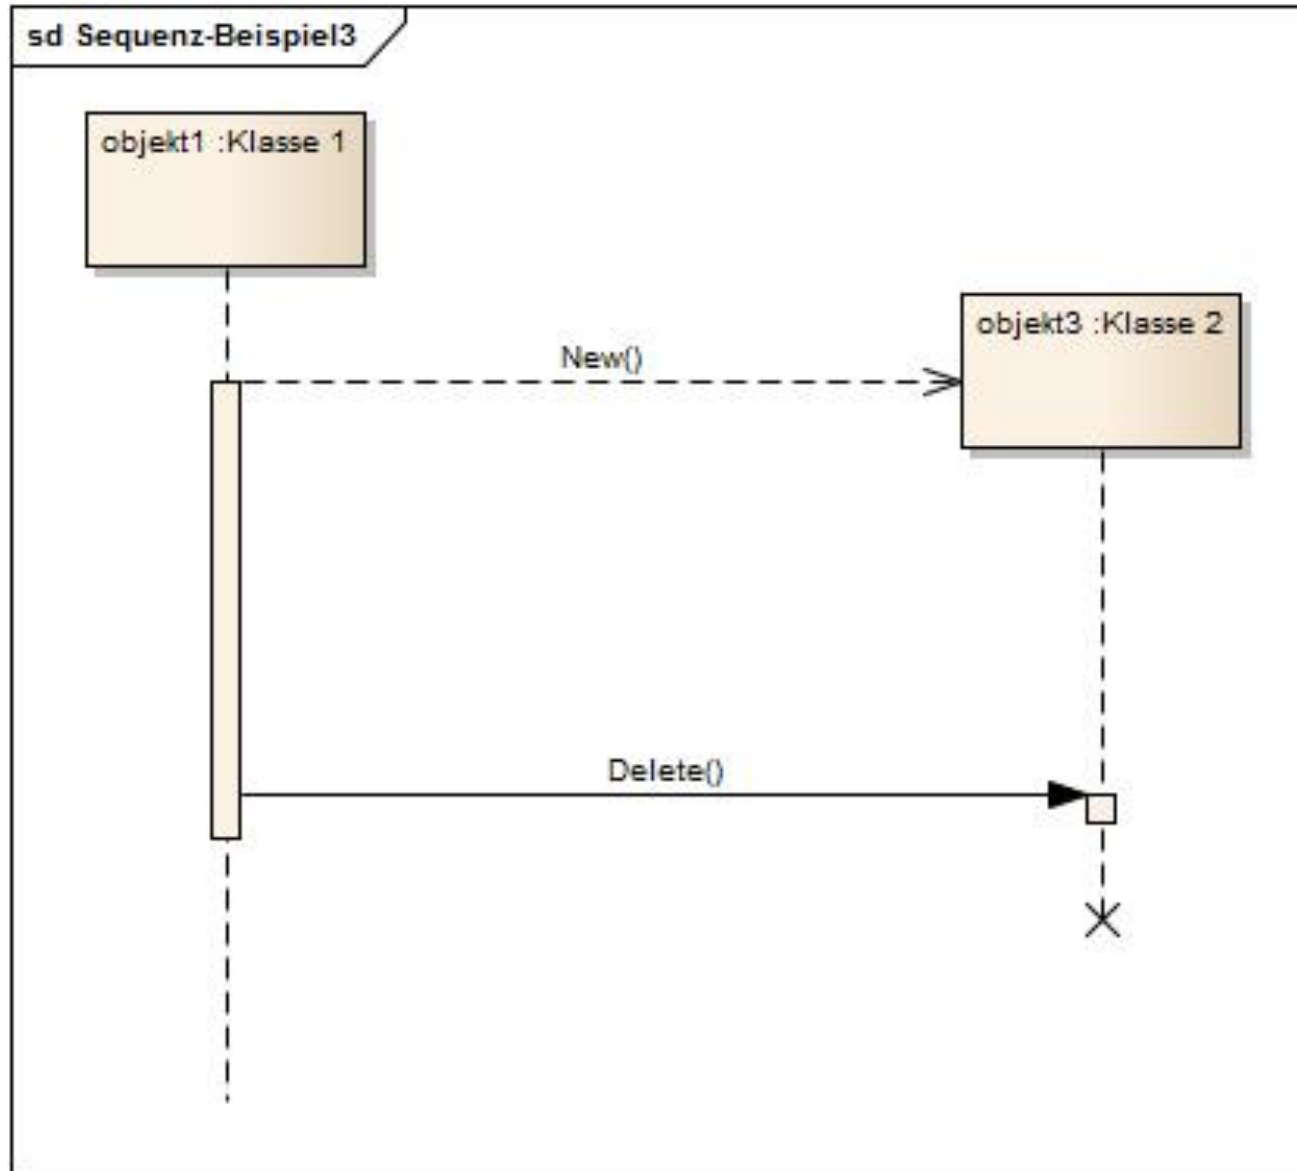 sd Sequenz-Beispiel3
objekt1 :Klasse 1
objekt3 :Klasse 2
New()
Delete()